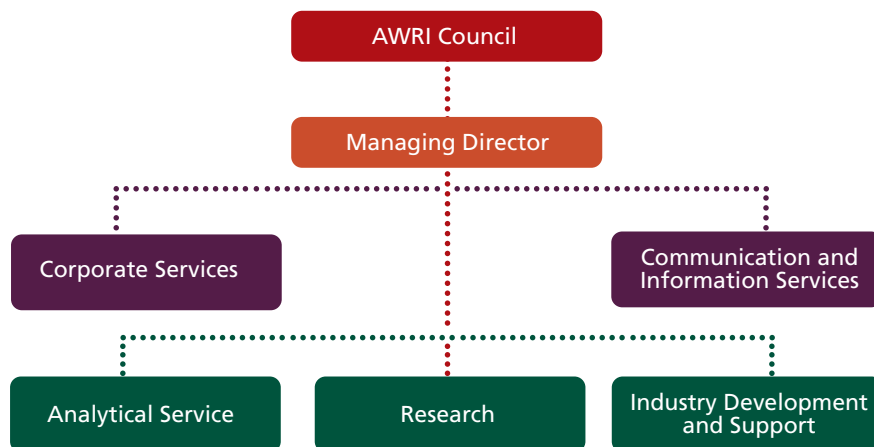 AWRI Council
Managing Director
Corporate Services
Communication and
Information Services
Analytical Service
Research
Industry Development
and Support